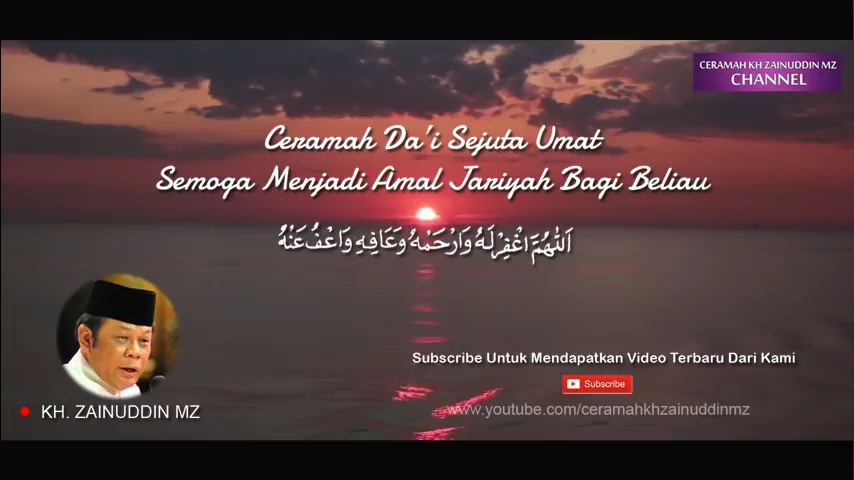 CERAMAH KH ZAINUDDIN MZ
CHANNEL
Ceramah Da'i Sejuta Umat
Semoga Menjadi Amal Jariyah Bagi Beliau
اَللّٰهُمَّ اغْفِرْلَهُ وَارْحَمْهُ وَعَافِهِ وَاعْفُ عَنْهُ
Subscribe Untuk Mendapatkan Video Terbaru Dari Kami
Subscribe
www.youtube.com/ceramahkhzainuddinmz
KH. ZAINUDDIN MZ